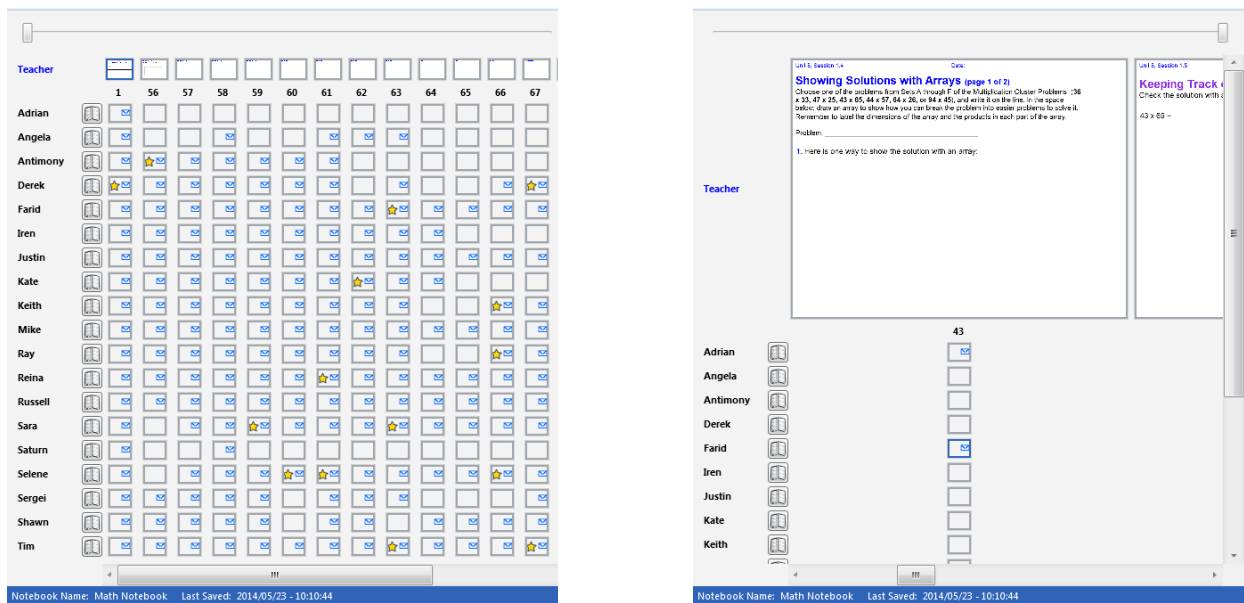 Teacher
1 56 57 58 59 60 61 62 63 64 65 66 67
Adrian
Angela
Antimony
Derek
Farid
Iren
Justin
Kate
Keith
Mike
Ray
Reina
Russell
Sara
Saturn
Selene
Sergei
Shawn
Tim
Notebook Name: Math Notebook Last Saved: 2014/05/23 - 10:10:44
Unit 5, Session 1.4 Date:
Showing Solutions with Arrays (page 1 of 2)
Choose one of the problems from Sets A through F of the Multiplication Cluster Problems (36
x 33, 47 x 25, 43 x 65, 44 x 57, 64 x 26, or 94 x 45), and write it on the line. In the space
below, draw an array to show how you can break the problem into easier problems to solve it.
Remember to label the dimensions of the array and the products in each part of the array.
Problem:
1. Here is one way to show the solution with an array:
Unit 5, Session 1.5
Keeping Track
Check the solution with
43 x 65 =
Teacher
43
Adrian
Angela
Antimony
Derek
Farid
Iren
Justin
Kate
Keith
Notebook Name: Math Notebook Last Saved: 2014/05/23 - 10:10:44